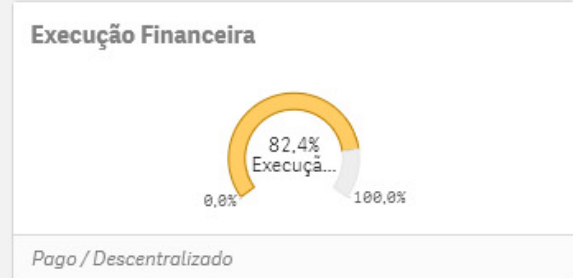 Execução Financeira
82,4%
Execuçã...
0,0%
100,0%
Pago / Descentralizado